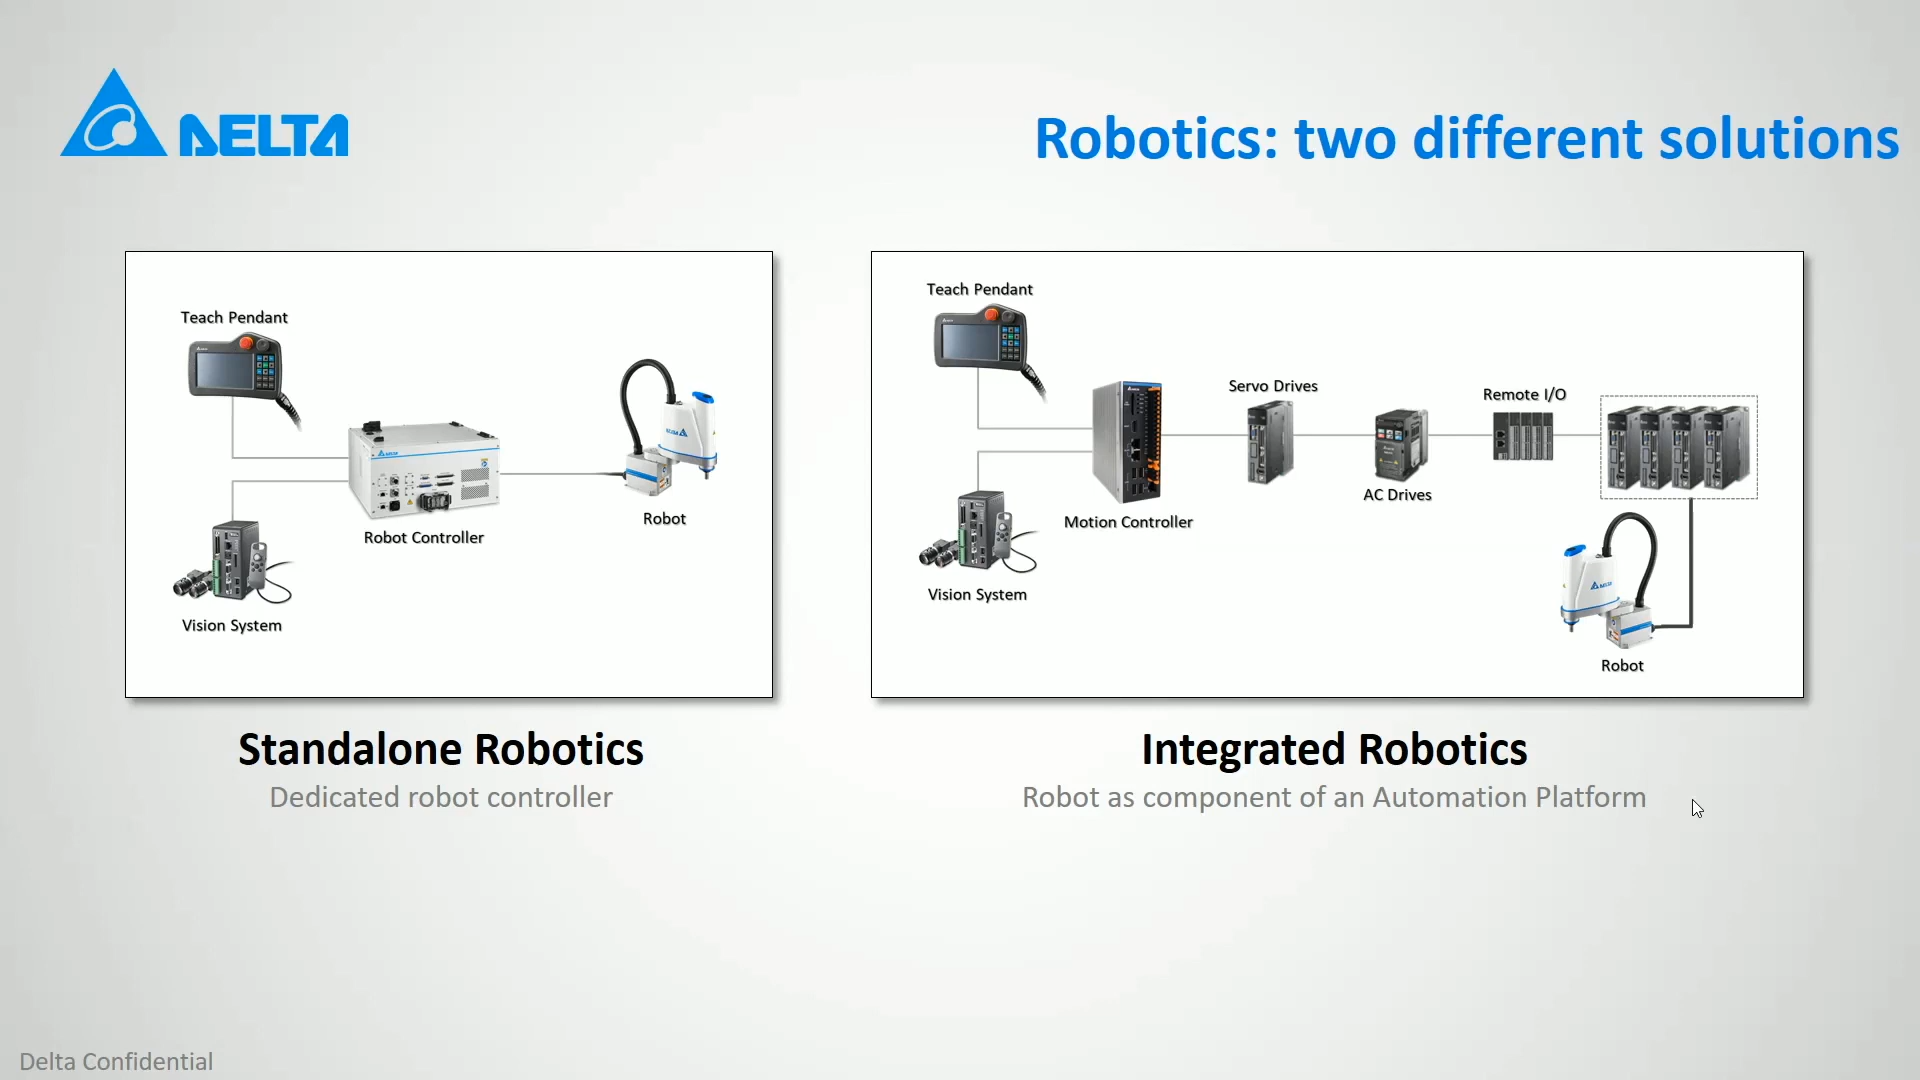 DELTA
Robotics: two different solutions
Teach Pendant
Robot Controller
Robot
Vision System
Standalone Robotics
Dedicated robot controller
Teach Pendant
Servo Drives
Remote I/O
AC Drives
Motion Controller
Vision System
Robot
Integrated Robotics
Robot as component of an Automation Platform
Delta Confidential